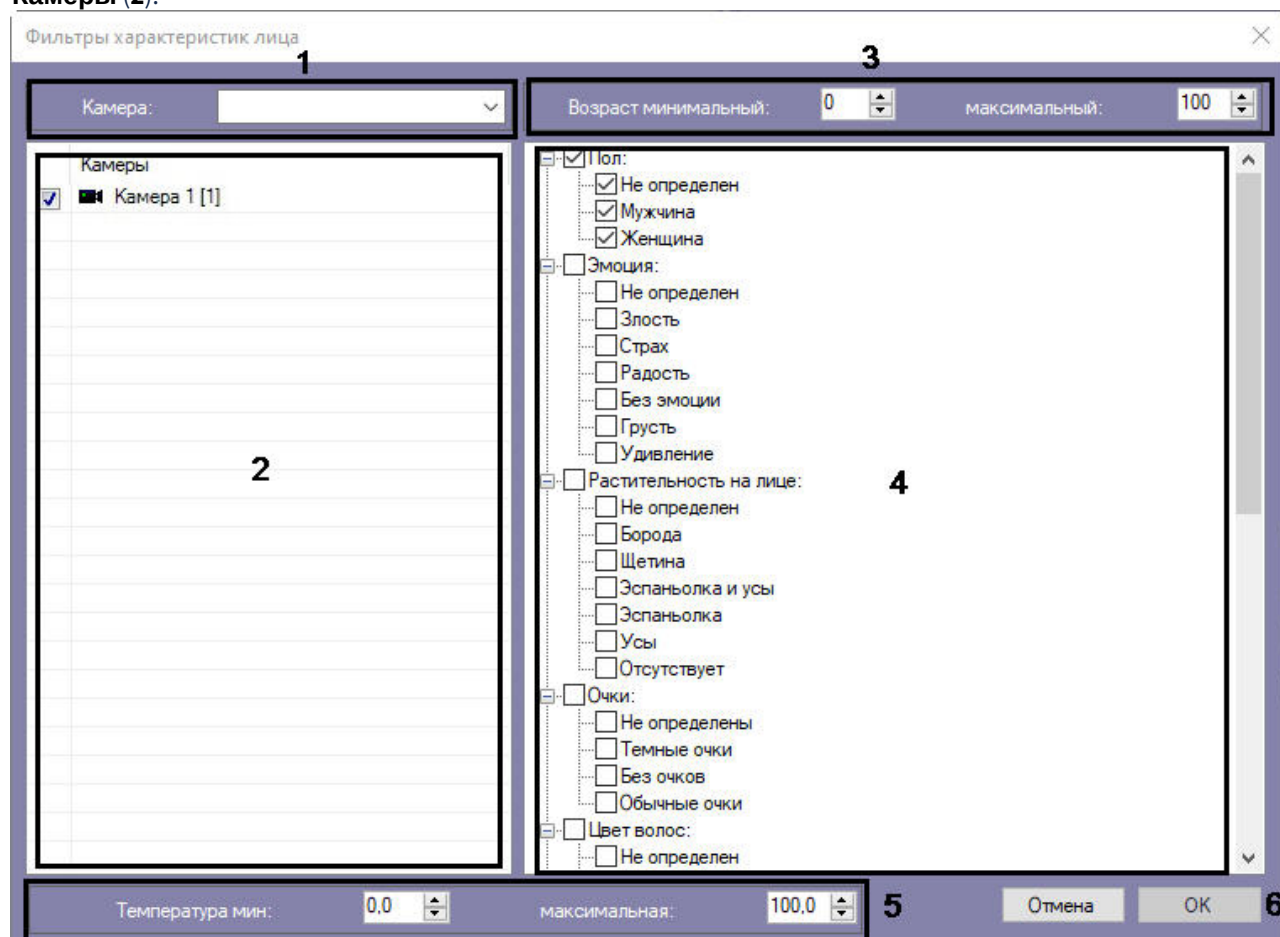 Камеры (2).
Фильтры характеристик лица
1
3
Камера:
Возраст минимальный: 0 максимальный: 100
Камеры
Камера 1 [1]
2
Пол:
Не определен
Мужчина
Женщина
Эмоция:
Не определен
Злость
Страх
Радость
Без эмоции
Грусть
Удивление
Растительность на лице:
4
Не определен
Борода
Щетина
Эспаньолка и усы
Эспаньолка
Усы
Отсутствует
Очки:
Не определены
Темные очки
Без очков
Обычные очки
Цвет волос:
Не определен
Температура мин: 0,0 максимальная: 100,0
5
Отмена
OK
6